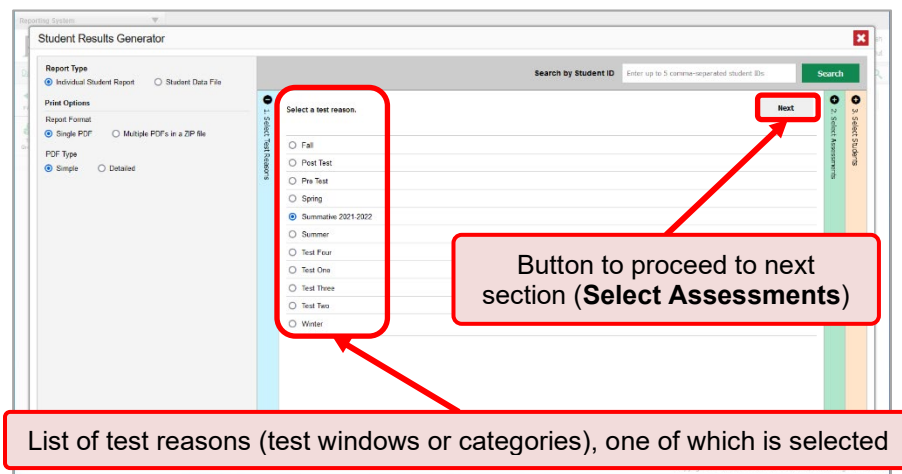 Reporting System
Student Results Generator
Report Type
Individual Student Report
Student Data File
Print Options
Report Format
Single PDF
Multiple PDFs in a ZIP file
PDF Type
Simple
Detailed
Search by Student ID
Enter up to 5 comma-separated student IDs
Search
1: Select Test Reasons
Select a test reason.
Next
Fall
Post Test
Pre Test
Spring
Summative 2021-2022
Summer
Test Four
Test One
Test Three
Test Two
Winter
2: Select Assessments
3: Select Students
Button to proceed to next
section (Select Assessments)
List of test reasons (test windows or categories), one of which is selected